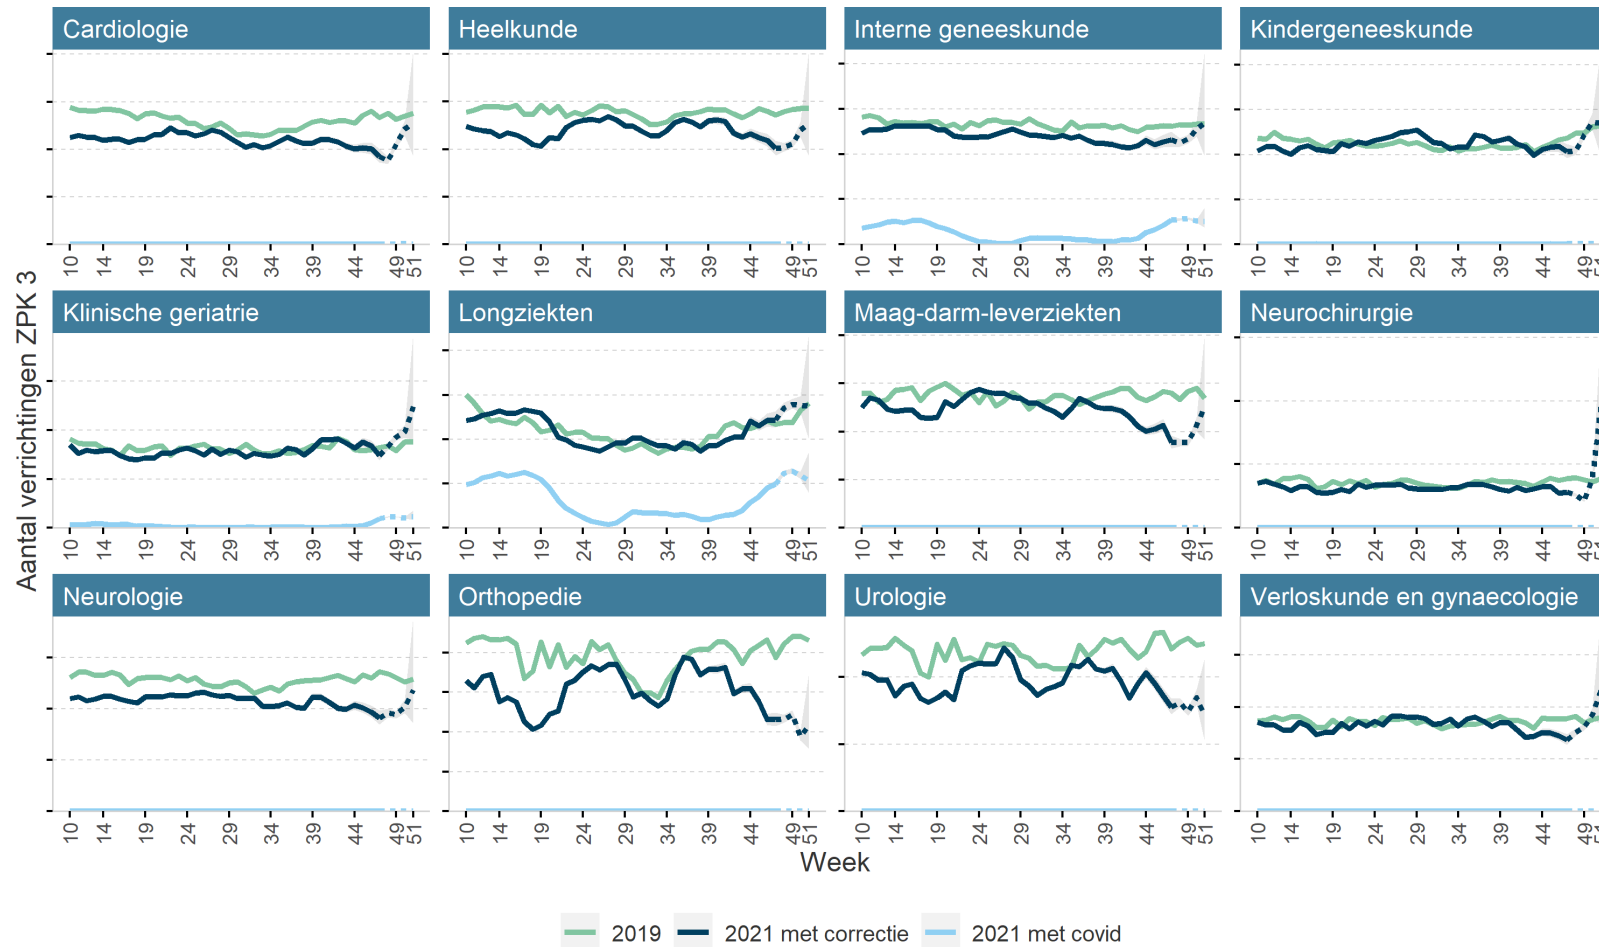 Cardiologie Heelkunde Interne geneeskunde Kindergeneeskunde
10 14 19 24 29 34 39 44 49 51 10 14 19 24 29 34 39 44 49 51 10 14 19 24 29 34 39 44 49 51 10 14 19 24 29 34 39 44 49
Klinische geriatrie Longziekten Maag-darm-leverziekten Neurochirurgie
10 14 19 24 29 34 39 44 49 51 10 14 19 24 29 34 39 44 49 51 10 14 19 24 29 34 39 44 49 51 10 14 19 24 29 34 39 44 49
Neurologie Orthopedie Urologie Verloskunde en gynaecologie
10 14 19 24 29 34 39 44 49 51 10 14 19 24 29 34 39 44 49 51 10 14 19 24 29 34 39 44 49 51 10 14 19 24 29 34 39 44 49
Aantal verrichtingen ZPK 3
Week
2019 2021 met correctie 2021 met covid